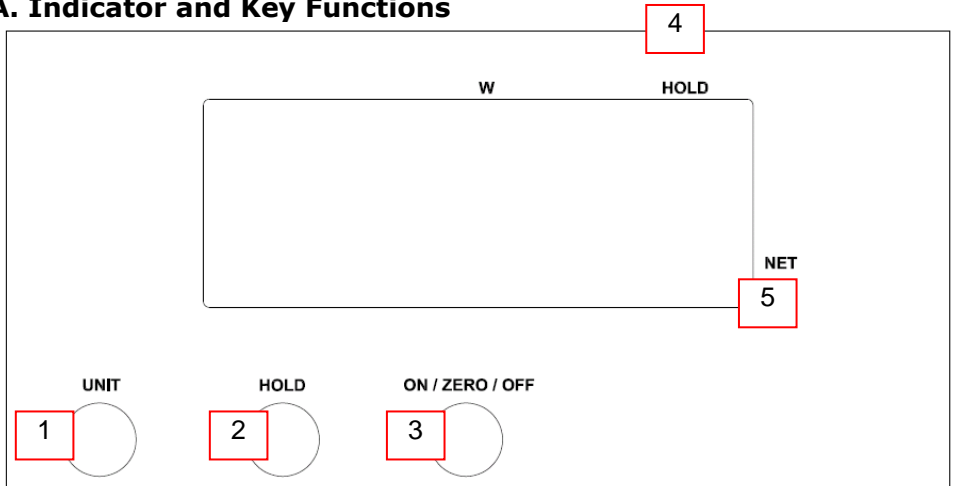 A. Indicator and Key Functions
4
W HOLD
NET
5
UNIT HOLD ON / ZERO / OFF
1 2 3